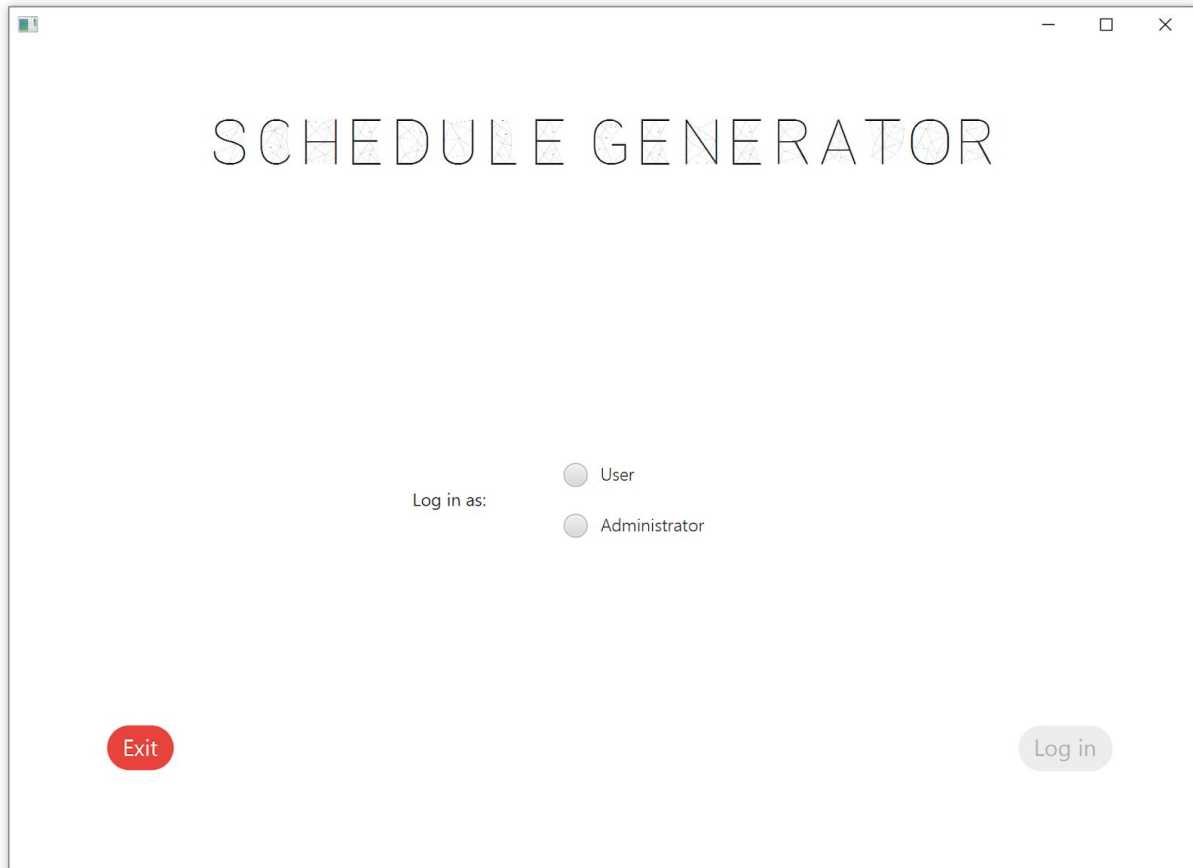 SCHEDULE GENERATOR
User
Log in as:
Administrator
Exit
Log in